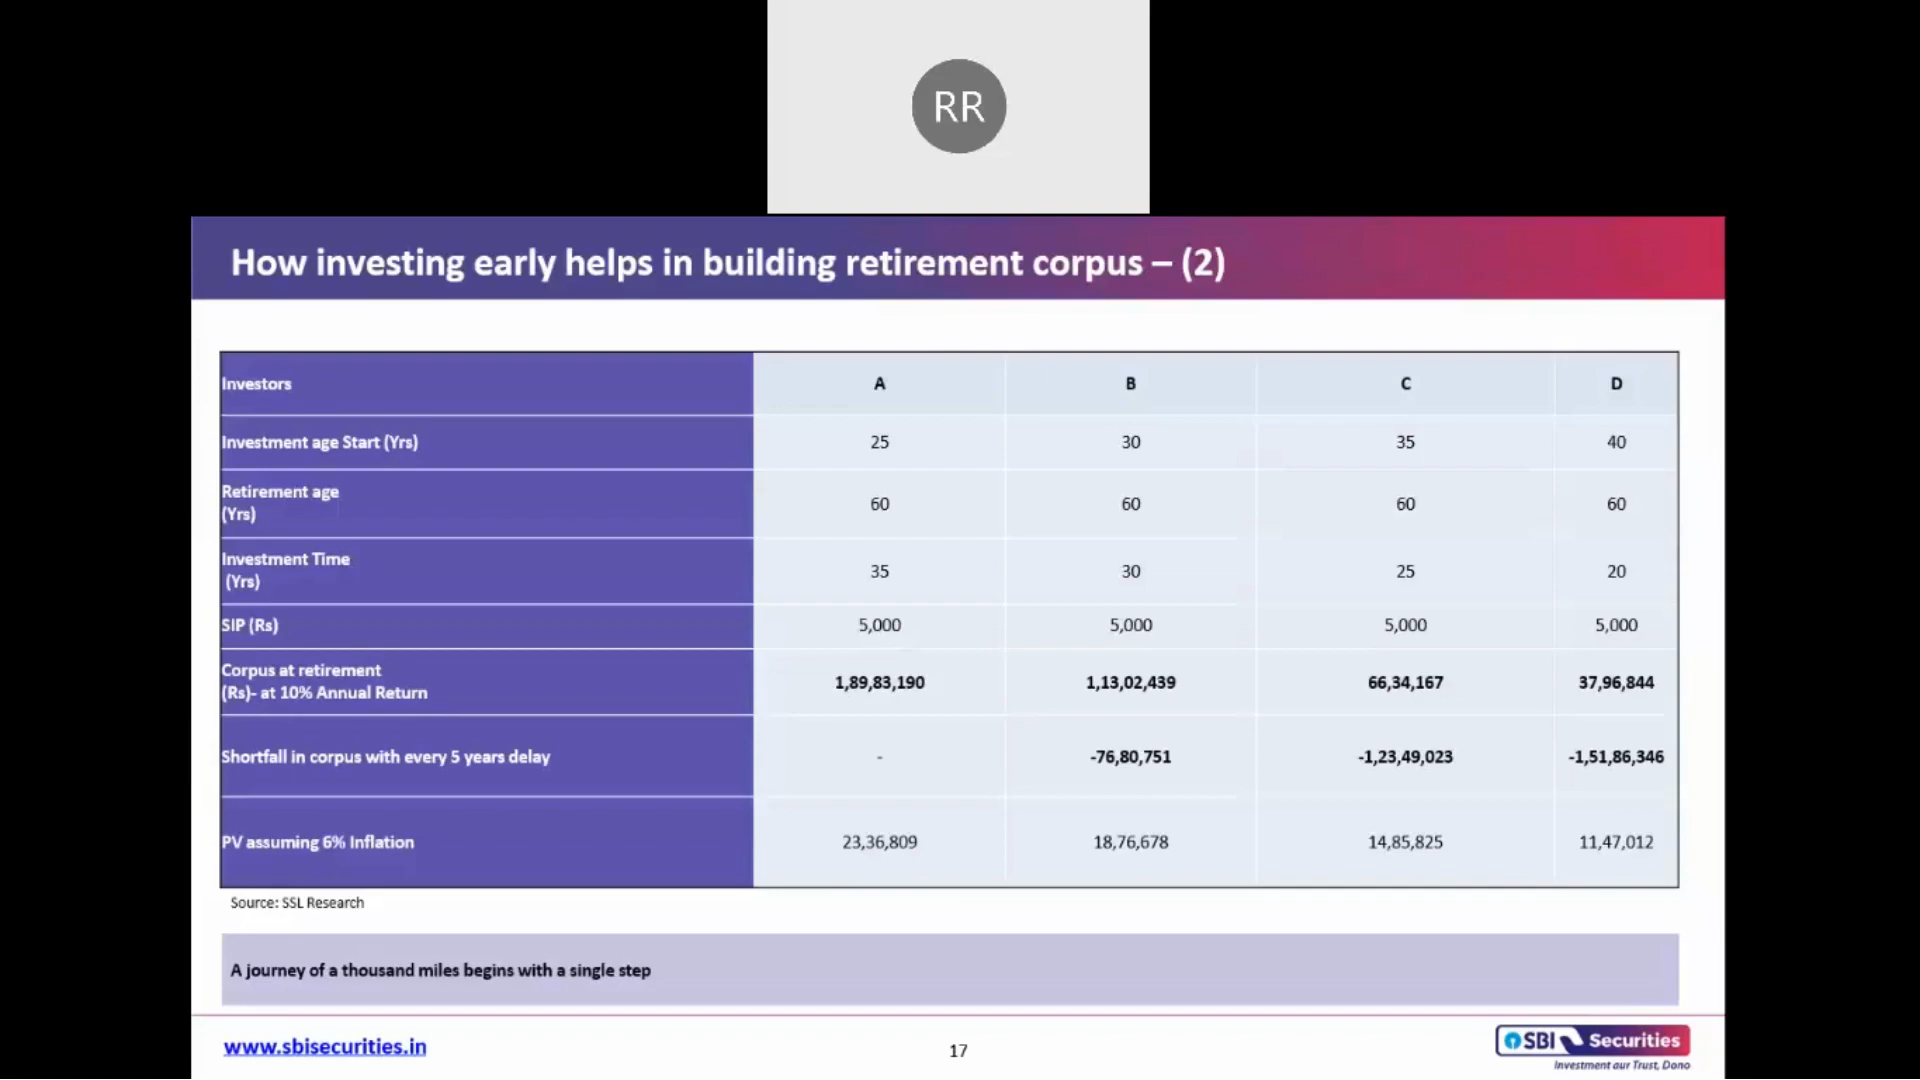 RR
How investing early helps in building retirement corpus – (2)
Investors A B C D
Investment age Start (Yrs) 25 30 35 40
Retirement age
(Yrs) 60 60 60 60
Investment Time
(Yrs) 35 30 25 20
SIP (Rs) 5,000 5,000 5,000 5,000
Corpus at retirement
(Rs)- at 10% Annual Return 1,89,83,190 1,13,02,439 66,34,167 37,96,844
Shortfall in corpus with every 5 years delay - -76,80,751 -1,23,49,023 -1,51,86,346
PV assuming 6% Inflation 23,36,809 18,76,678 14,85,825 11,47,012
Source: SSL Research
A journey of a thousand miles begins with a single step
www.sbisecurities.in
17
SBI Securities
Investment aur Trust, Dono